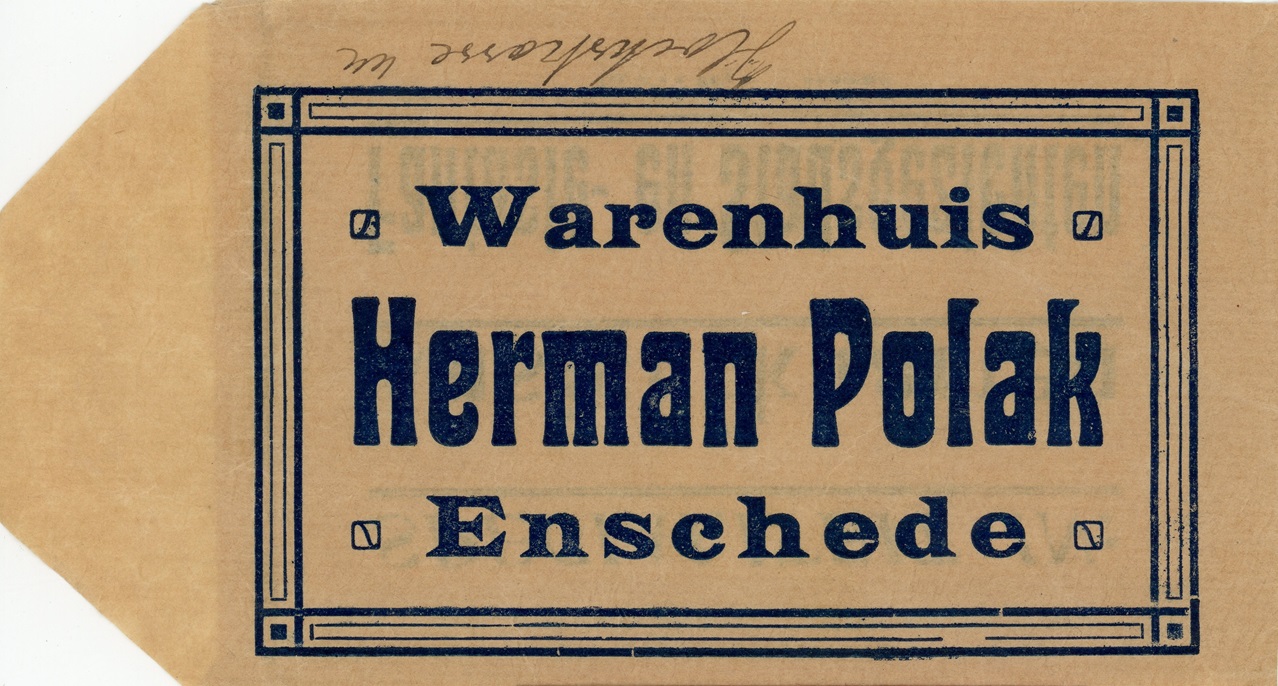 Warenhuis
Herman Polak
Enschede